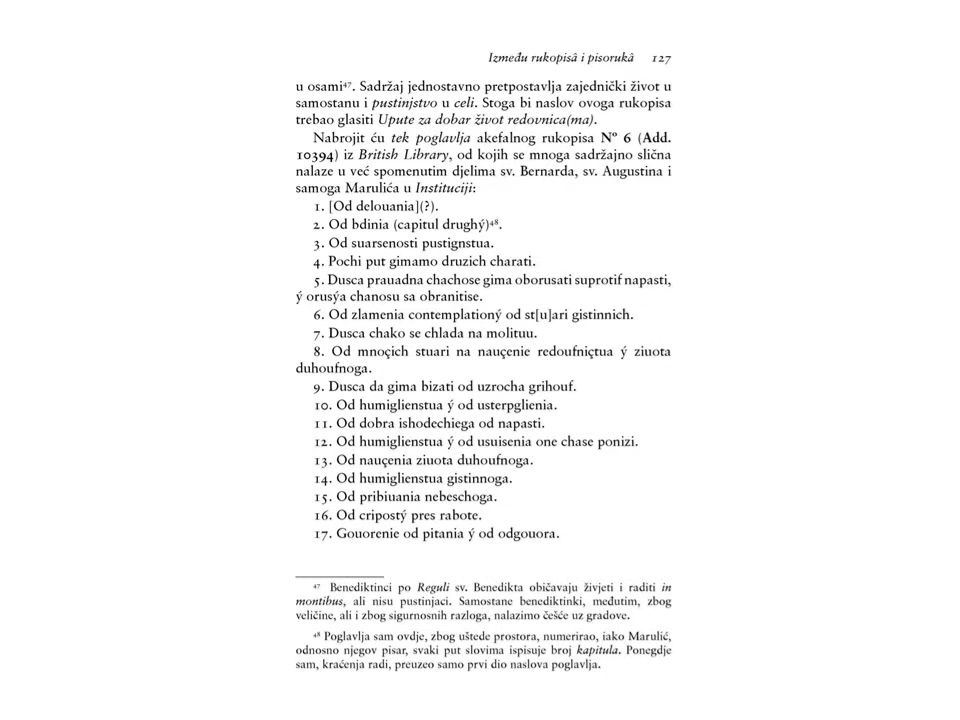 Između rukopisâ i pisorukâ 127
u osami⁴⁷. Sadržaj jednostavno pretpostavlja zajednički život u
samostanu i pustinjstvo u celi. Stoga bi naslov ovoga rukopisa
trebao glasiti Upute za dobar život redovnica(ma).
Nabrojit ću tek poglavlja akefalnog rukopisa Nº 6 (Add.
10394) iz British Library, od kojih se mnoga sadržajno slična
nalaze u već spomenutim djelima sv. Bernarda, sv. Augustina i
samoga Marulića u Instituciji:
1. [Od delouania](?).
2. Od bdinia (capitul drughý)⁴⁸.
3. Od suarsenosti pustignstua.
4. Pochi put gimamo druzich charati.
5. Dusca prauadna chachose gima oborusati suprotif napasti,
ý orusýa chanosu sa obranitise.
6. Od zlamenia contemplationý od st[u]ari gistinnich.
7. Dusca chako se chlada na molituu.
8. Od mnoçich stuari na nauçenie redoufniçtua ý ziuota
duhoufnoga.
9. Dusca da gima bizati od uzrocha grihouf.
10. Od humiglienstua ý od usterpglienia.
11. Od dobra ishodechiega od napasti.
12. Od humiglienstua ý od usuisenia one chase ponizi.
13. Od nauçenia ziuota duhoufnoga.
14. Od humiglienstua gistinnoga.
15. Od pribiuania nebeschoga.
16. Od cripostý pres rabote.
17. Gouorenie od pitania ý od odgouora.
⁴⁷ Benediktinci po Reguli sv. Benedikta običavaju živjeti i raditi in
montibus, ali nisu pustinjaci. Samostane benediktinki, međutim, zbog
veličine, ali i zbog sigurnosnih razloga, nalazimo češće uz gradove.
⁴⁸ Poglavlja sam ovdje, zbog uštede prostora, numerirao, iako Marulić,
odnosno njegov pisar, svaki put slovima ispisuje broj kapitula. Ponegdje
sam, kraćenja radi, preuzeo samo prvi dio naslova poglavlja.